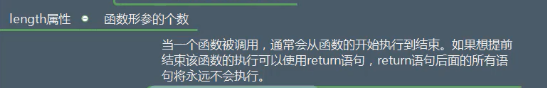 length属性 函数形参的个数
当一个函数被调用，通常会从函数的开始执行到结束。如果想提前
结束该函数的执行可以使用return语句，return语句后面的所有语
句将永远不会执行。